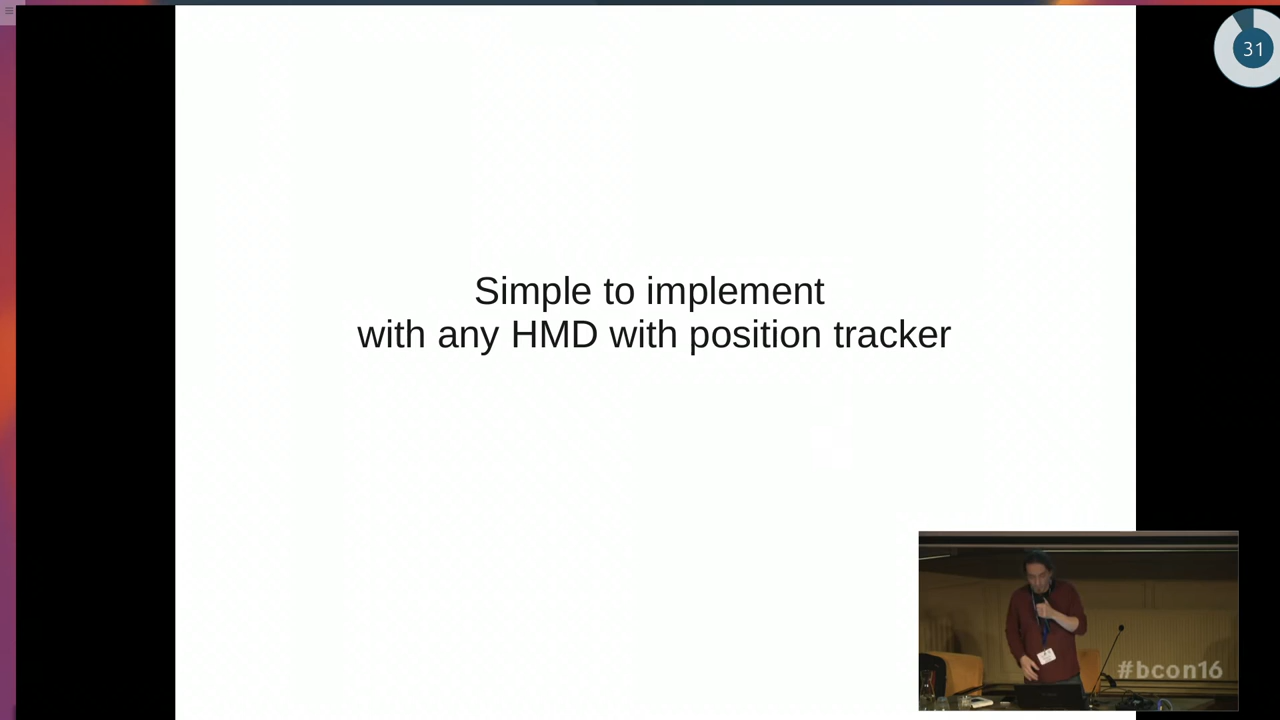 31
Simple to implement
with any HMD with position tracker
#bcon16